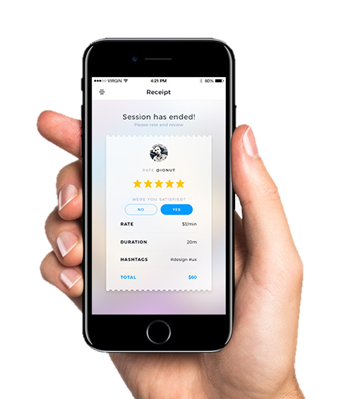 VIRGIN 4:21 PM 80%
Receipt
Session has ended!
Please rate and review
RATE @IONUT
WERE YOU SATISFIED?
NO YES
RATE $3/min
DURATION 20m
HASHTAGS #design #ux
TOTAL $60